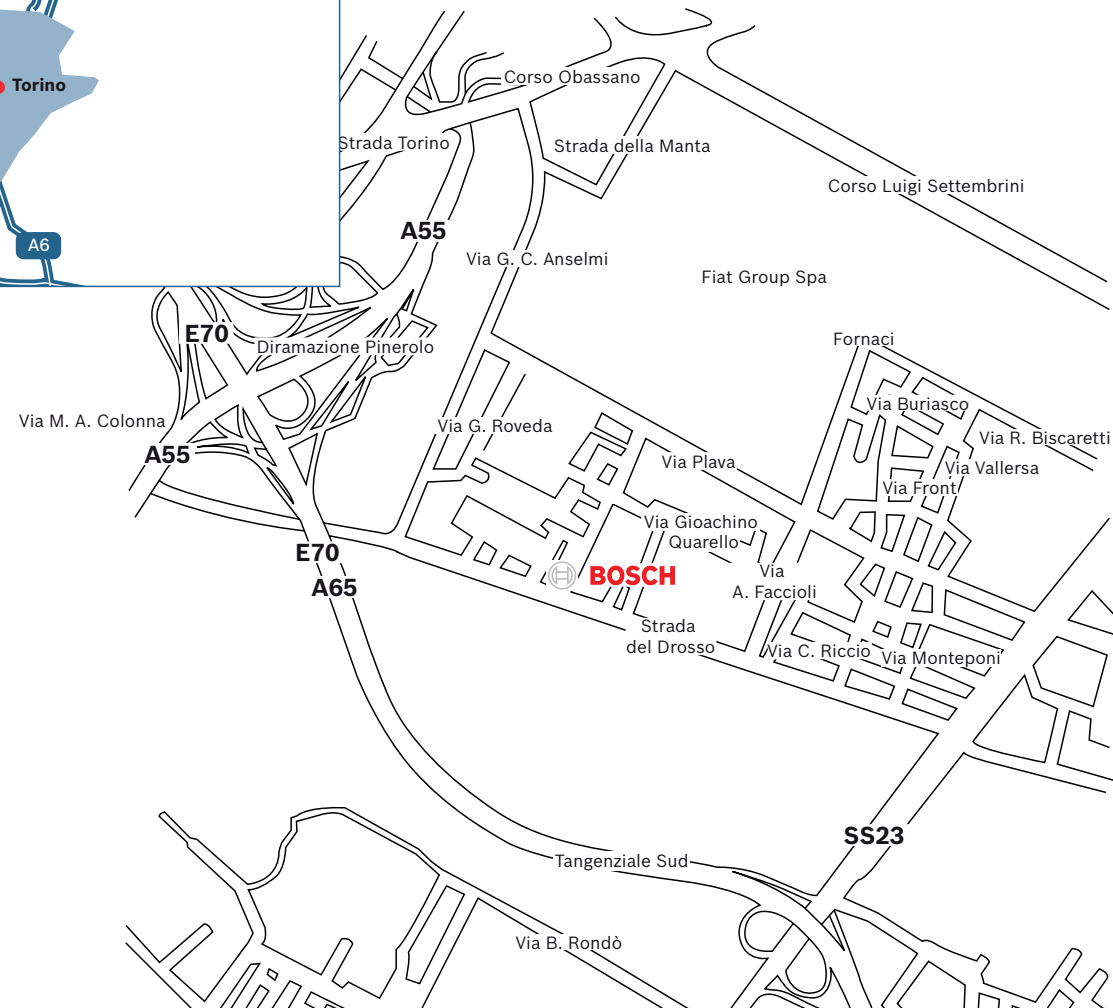 Torino
A6
Corso Obassano
Strada Torino
Strada della Manta
Corso Luigi Settembrini
A55
Via G. C. Anselmi
Fiat Group Spa
E70
Diramazione Pinerolo
Fornaci
Via Buriasco
Via M. A. Colonna
Via G. Roveda
Via R. Biscaretti
A55
Via Plava
Via Vallersa
Via Front
Via Gioachino
Quarello
E70
A65
BOSCH
Via
A. Faccioli
Strada
del Drosso
Via C. Riccio
Via Monteponi
SS23
Tangenziale Sud
Via B. Rondò